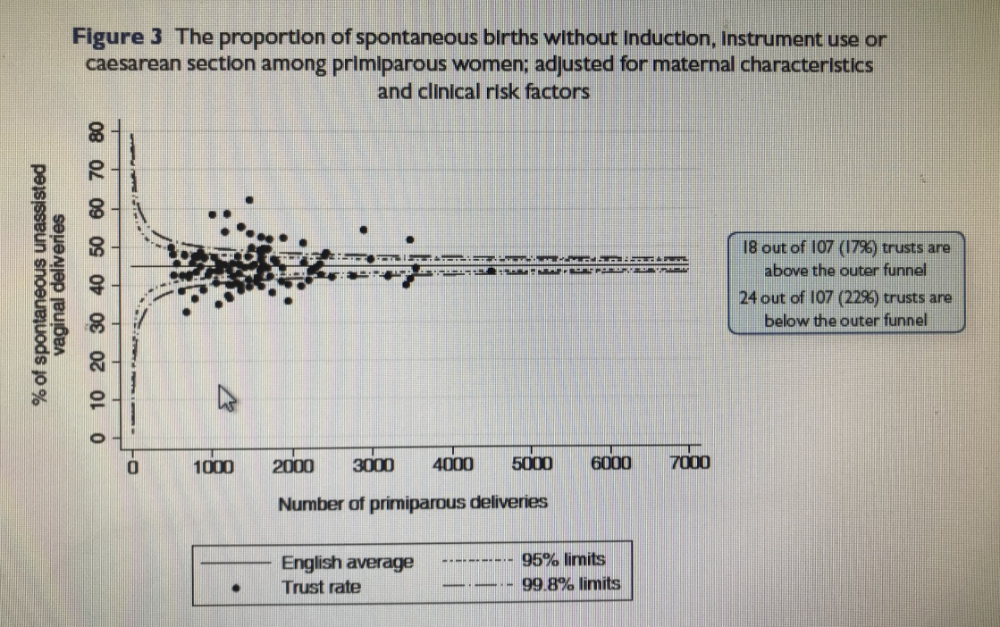 Figure 3 The proportion of spontaneous births without induction, instrument use or
caesarean section among primiparous women; adjusted for maternal characteristics
and clinical risk factors
% of spontaneous unassisted
vaginal deliveries
80
70
60
50
40
30
20
10
0
0 1000 2000 3000 4000 5000 6000 7000
Number of primiparous deliveries
18 out of 107 (17%) trusts are
above the outer funnel
24 out of 107 (22%) trusts are
below the outer funnel
English average 95% limits
Trust rate 99.8% limits